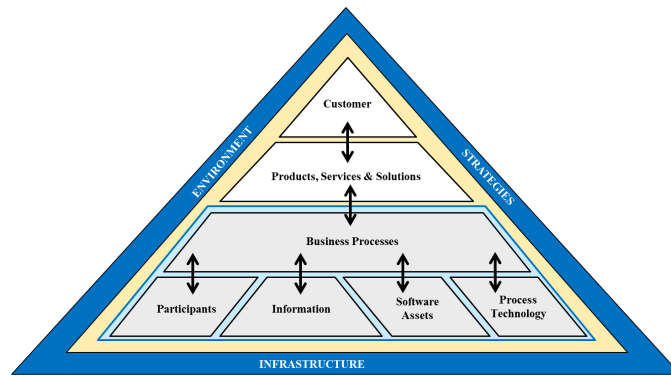 Customer
ENVIRONMENT
STRATEGIES
Products, Services & Solutions
Business Processes
Participants
Information
Software
Assets
Process
Technology
INFRASTRUCTURE